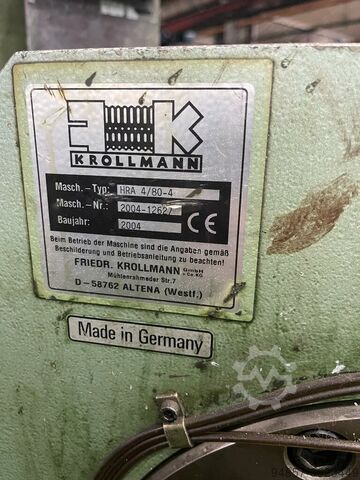 KROLLMANN
Masch.-Typ: HRA 4/80-4
Masch.-Nr.: 2004-12627
Baujahr: 2004
CE
Beim Betrieb der Maschine sind die Angaben gemäß
Beschilderung und Betriebsanleitung zu beachten!
FRIEDR. KROLLMANN GmbH & Co. KG
Mühlenrahmeder Str. 7
D-58762 ALTENA (Westf.)
Made in Germany